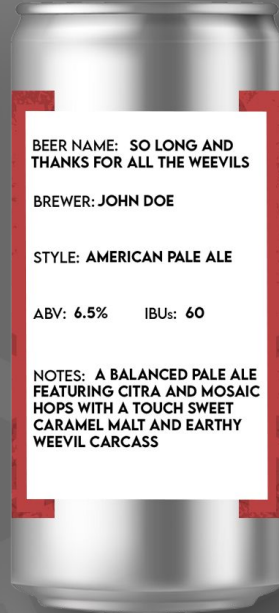 BEER NAME: SO LONG AND
THANKS FOR ALL THE WEEVILS
BREWER: JOHN DOE
STYLE: AMERICAN PALE ALE
ABV: 6.5% IBUs: 60
NOTES: A BALANCED PALE ALE
FEATURING CITRA AND MOSAIC
HOPS WITH A TOUCH SWEET
CARAMEL MALT AND EARTHY
WEEVIL CARCASS